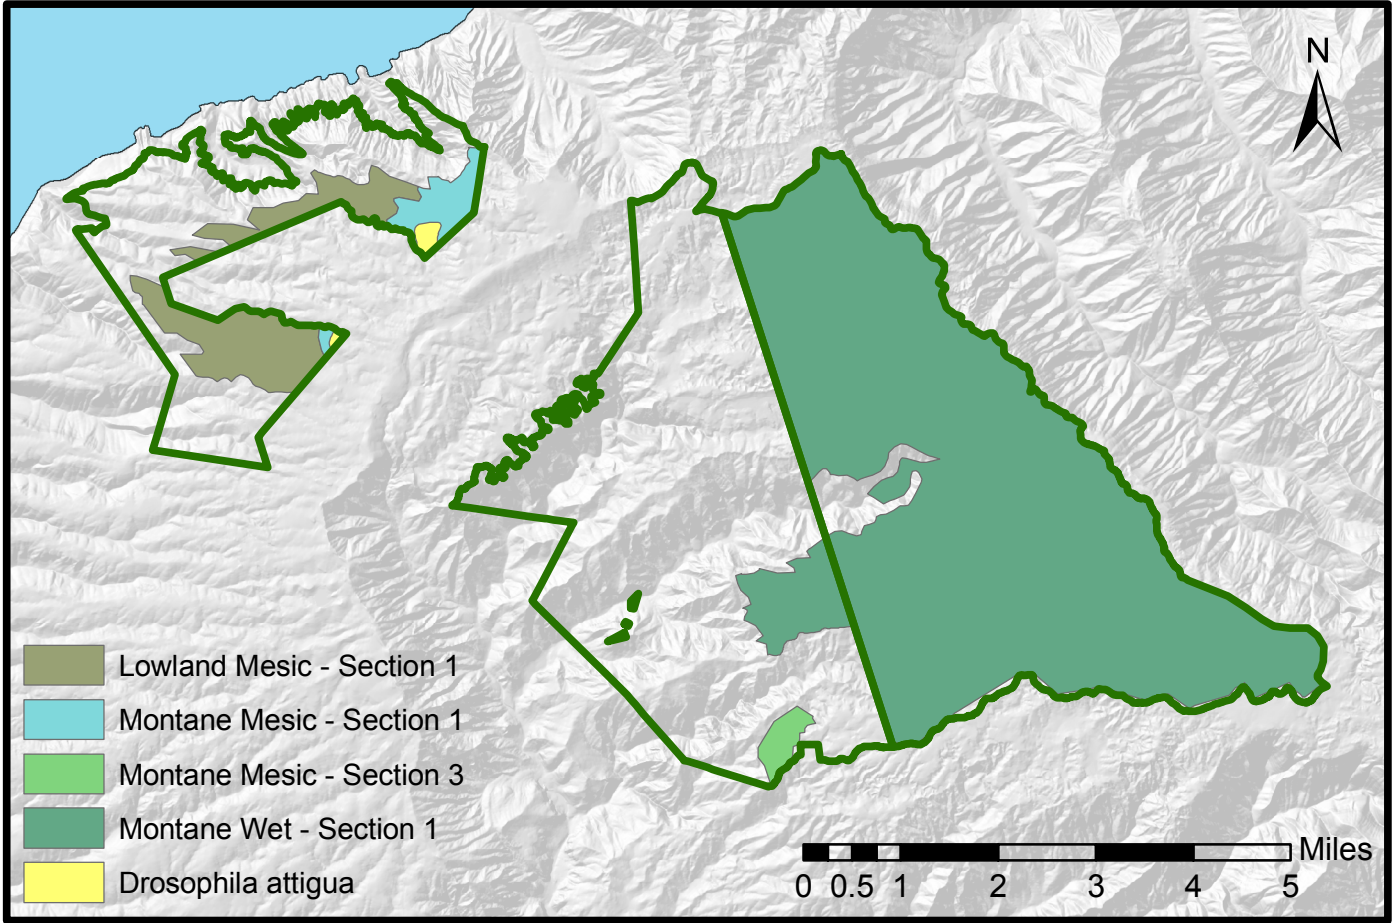 N
Lowland Mesic - Section 1
Montane Mesic - Section 1
Montane Mesic - Section 3
Montane Wet - Section 1
Drosophila attigua
Miles
0 0.5 1 2 3 4 5